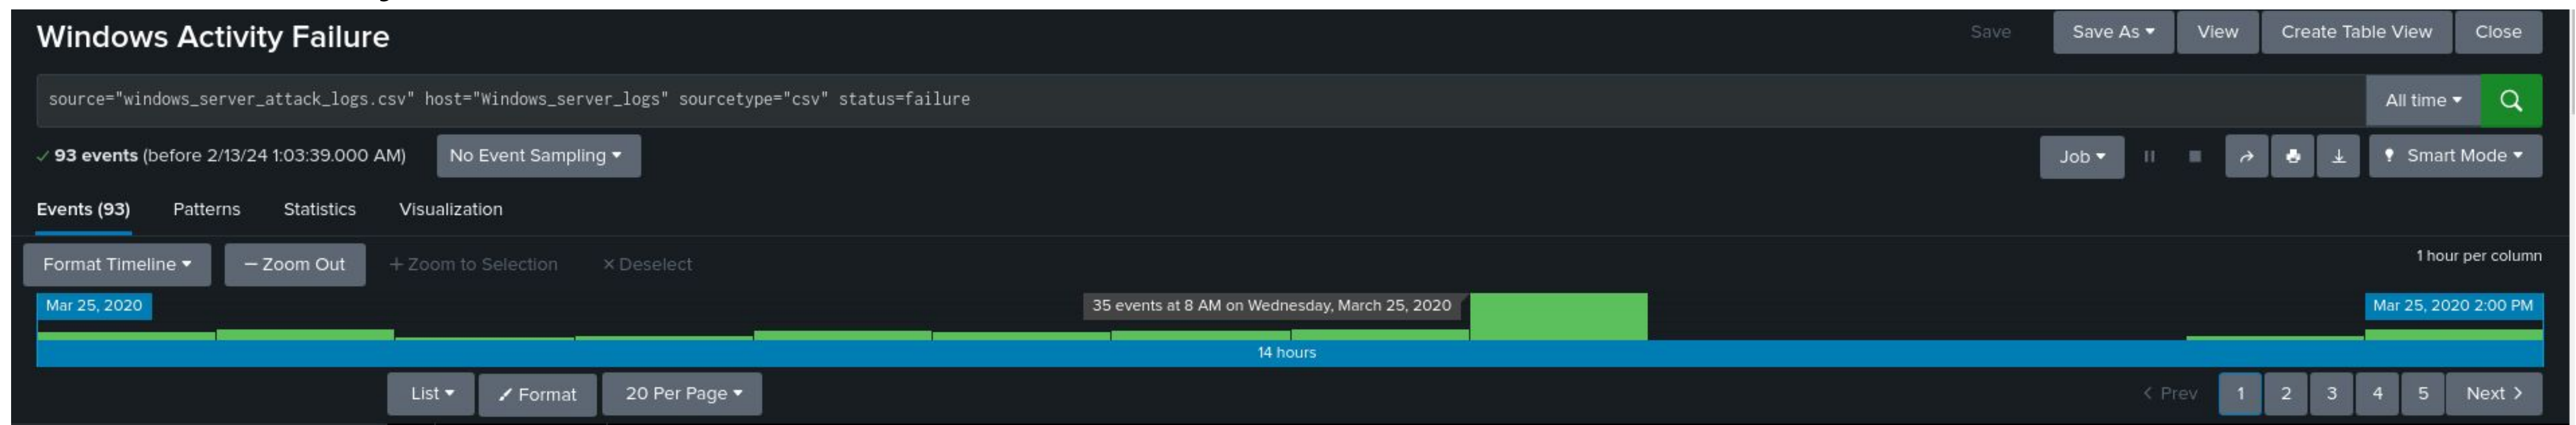 Windows Activity Failure
Save Save As ▾ View Create Table View Close
source="windows_server_attack_logs.csv" host="Windows_server_logs" sourcetype="csv" status=failure
All time ▾
✓ 93 events (before 2/13/24 1:03:39.000 AM) No Event Sampling ▾
Job ▾ Smart Mode ▾
Events (93) Patterns Statistics Visualization
Format Timeline ▾ — Zoom Out + Zoom to Selection × Deselect
1 hour per column
Mar 25, 2020 35 events at 8 AM on Wednesday, March 25, 2020 Mar 25, 2020 2:00 PM
14 hours
List ▾ Format 20 Per Page ▾
< Prev 1 2 3 4 5 Next >